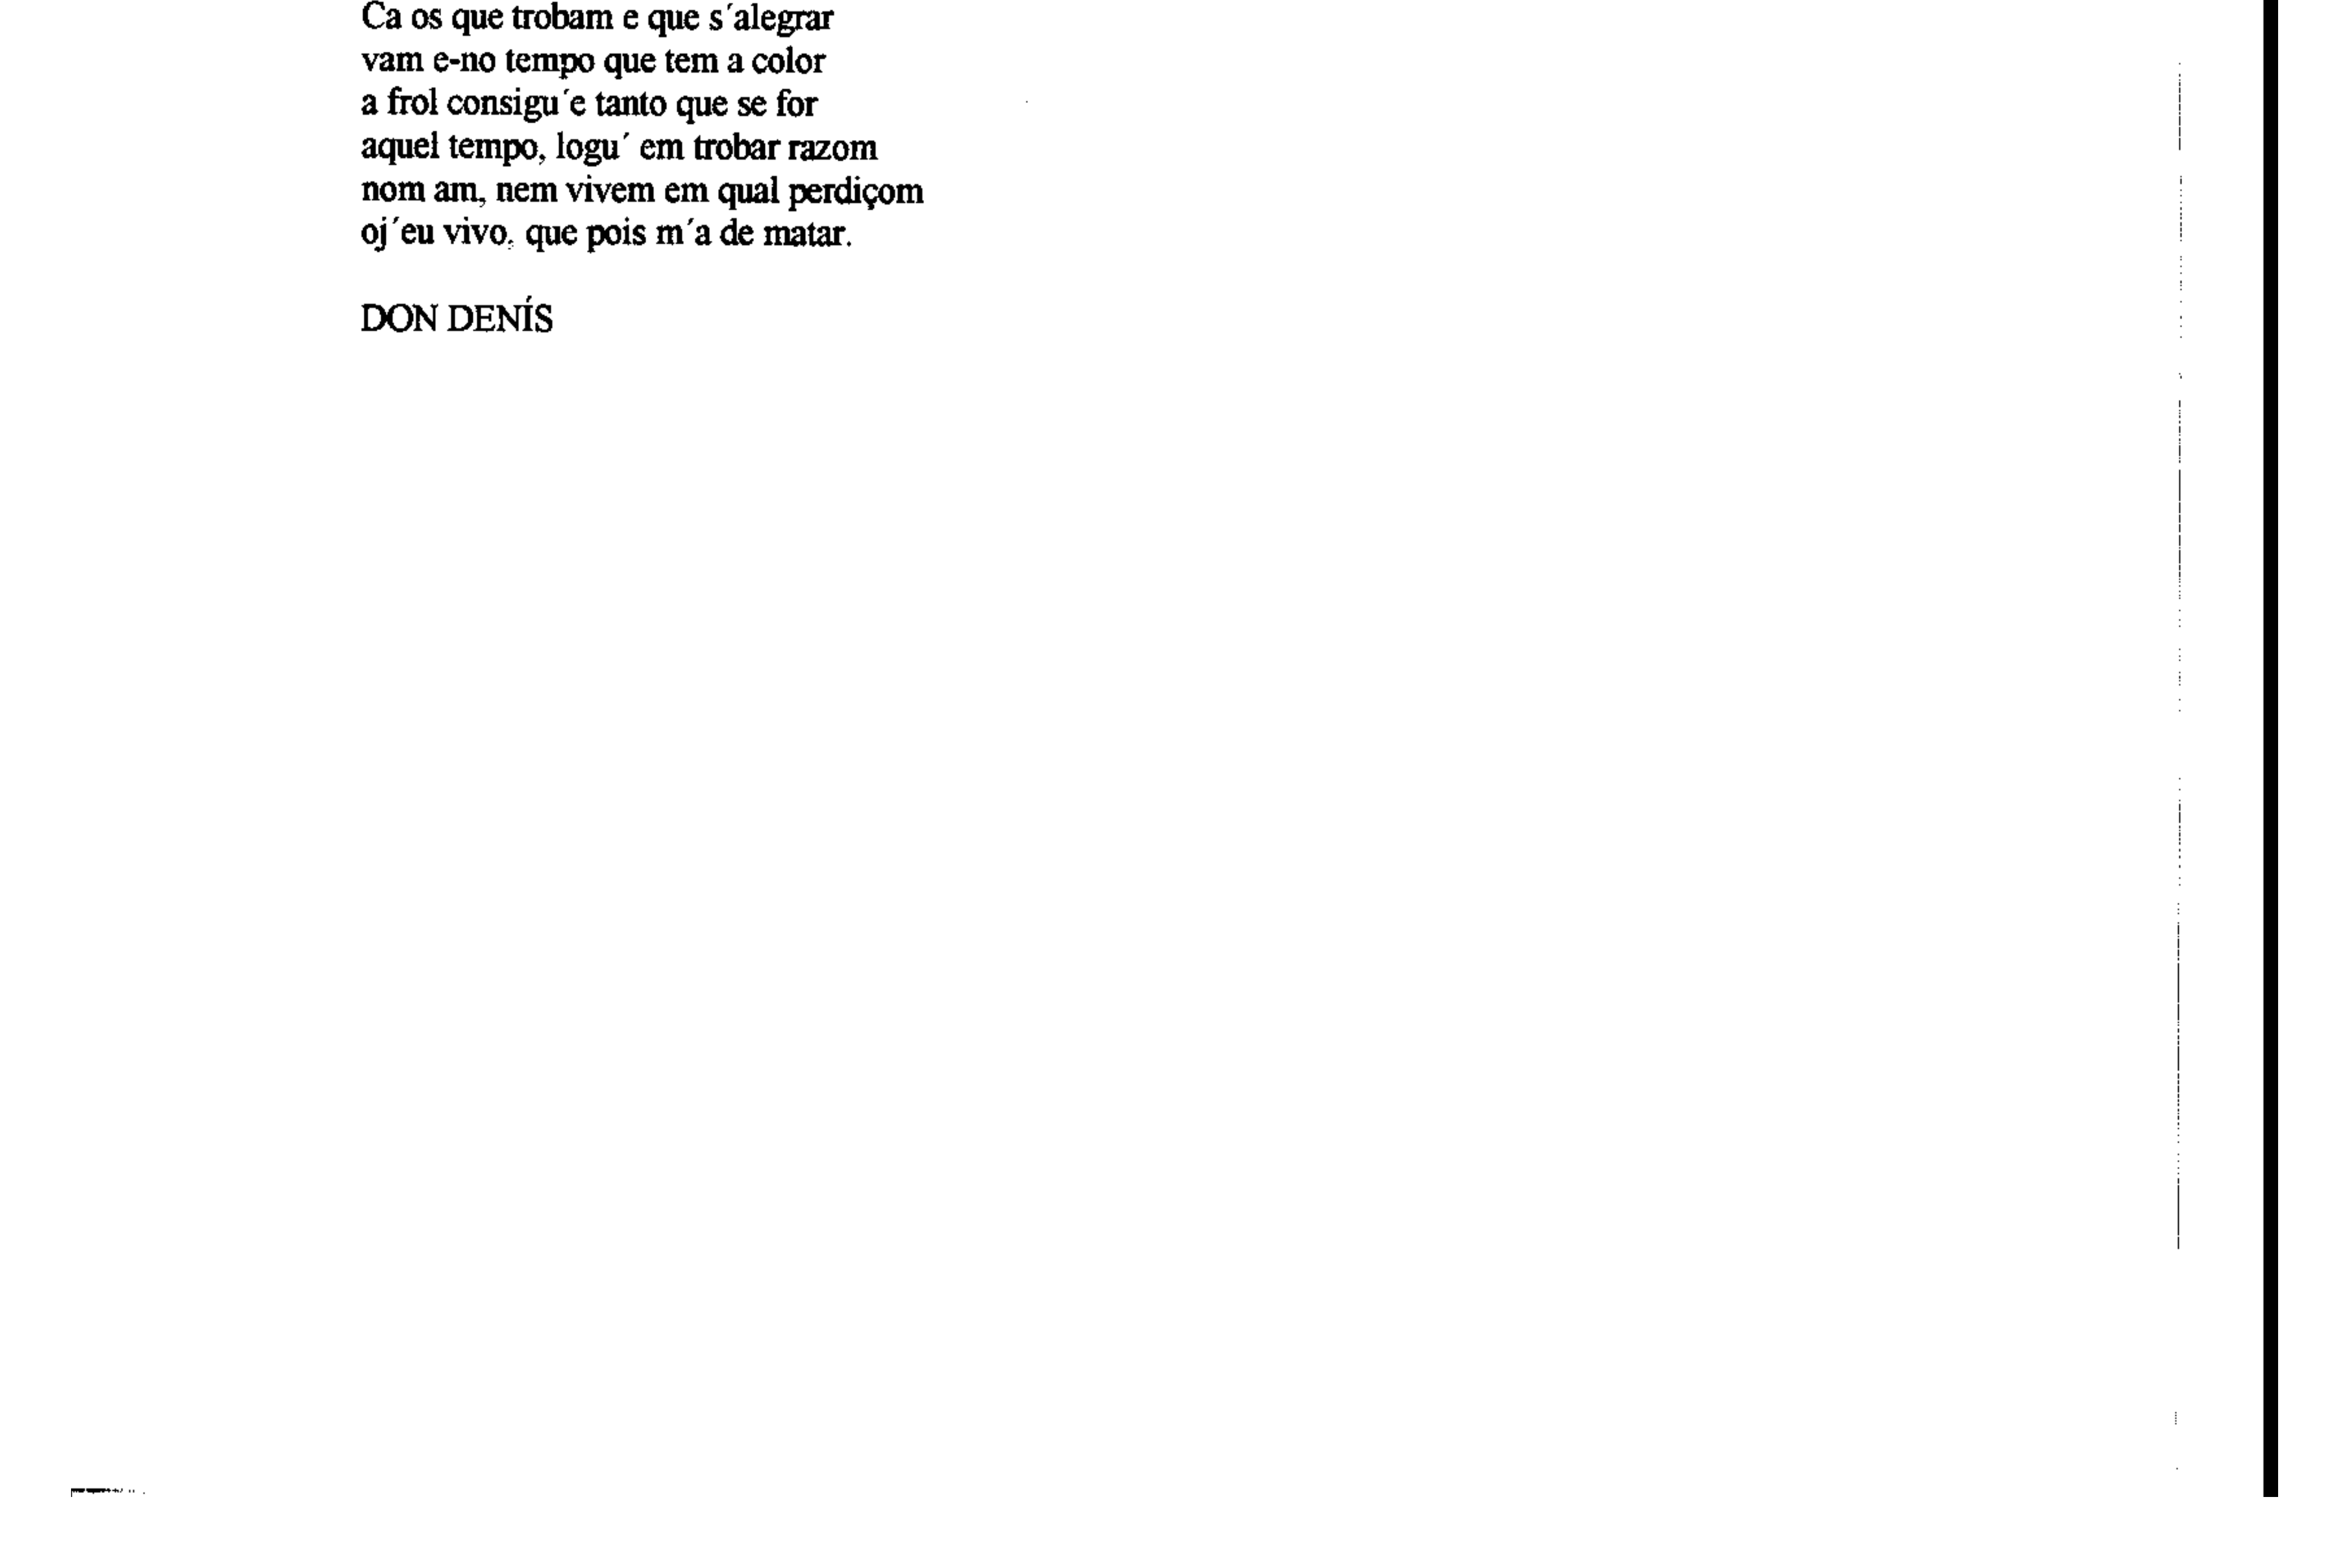 Ca os que trobam e que s´alegrar
vam e-no tempo que tem a color
a frol consigu´e tanto que se for
aquel tempo, logu´ em trobar razom
nom am, nem vivem em qual perdiçom
oj´eu vivo, que pois m´a de matar.
DON DENÍS